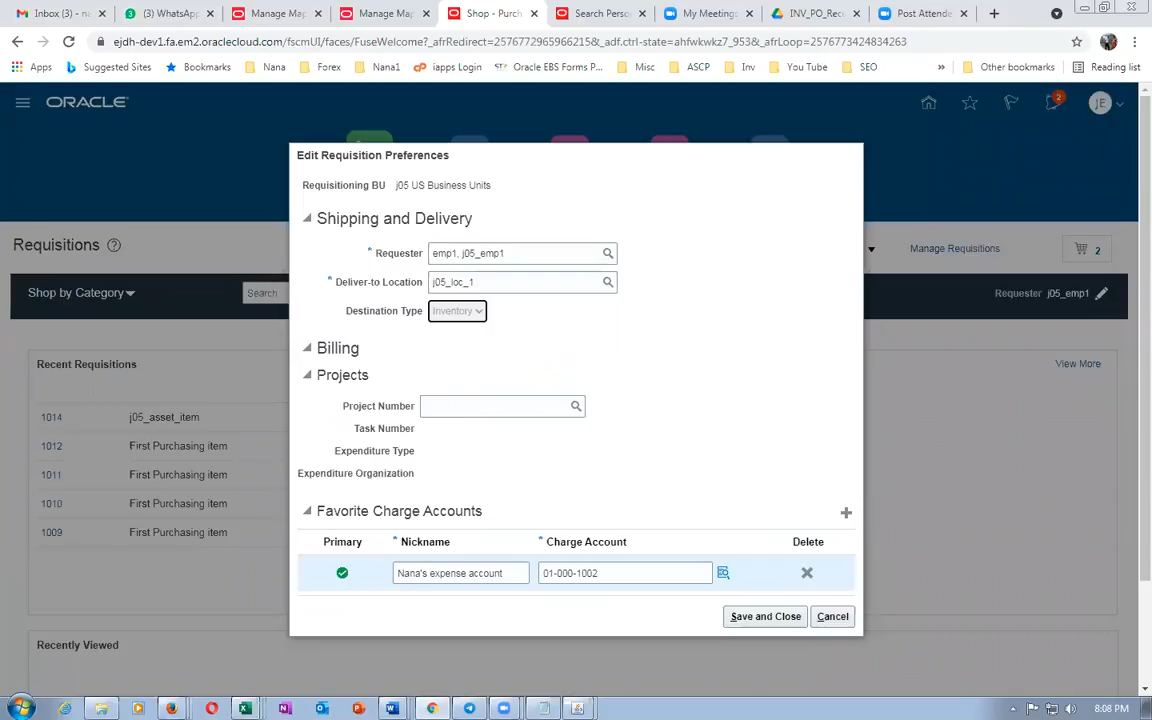 Inbox (3) - na
(3) WhatsApp
Manage Map
Manage Map
Shop - Purch
Search Perso
My Meeting
INV_PO_Rec
Post Attende
ejdh-dev1.fa.em2.oraclecloud.com/fscmUI/faces/FuseWelcome?_afrRedirect=2576772965966215&_adf.ctrl-state=ahfwkwkz7_953&_afrLoop=2576773424834263
Apps
Suggested Sites
Bookmarks
Nana
Forex
Nana1
iapps Login
Oracle EBS Forms P...
Misc
ASCP
Inv
You Tube
SEO
»
Other bookmarks
Reading list
ORACLE
2
JE
Edit Requisition Preferences
Requisitioning BU j05 US Business Units
Shipping and Delivery
Requisitions
* Requester emp1, j05_emp1
Manage Requisitions
2
* Deliver-to Location j05_loc_1
Shop by Category
Search
Requester j05_emp1
Destination Type Inventory
Billing
Recent Requisitions
View More
Projects
Project Number
1014 j05_asset_item
Task Number
1012 First Purchasing item
Expenditure Type
1011 First Purchasing item
Expenditure Organization
1010 First Purchasing item
Favorite Charge Accounts
1009 First Purchasing item
Primary * Nickname * Charge Account Delete
Nana's expense account 01-000-1002
Save and Close Cancel
Recently Viewed
8:08 PM